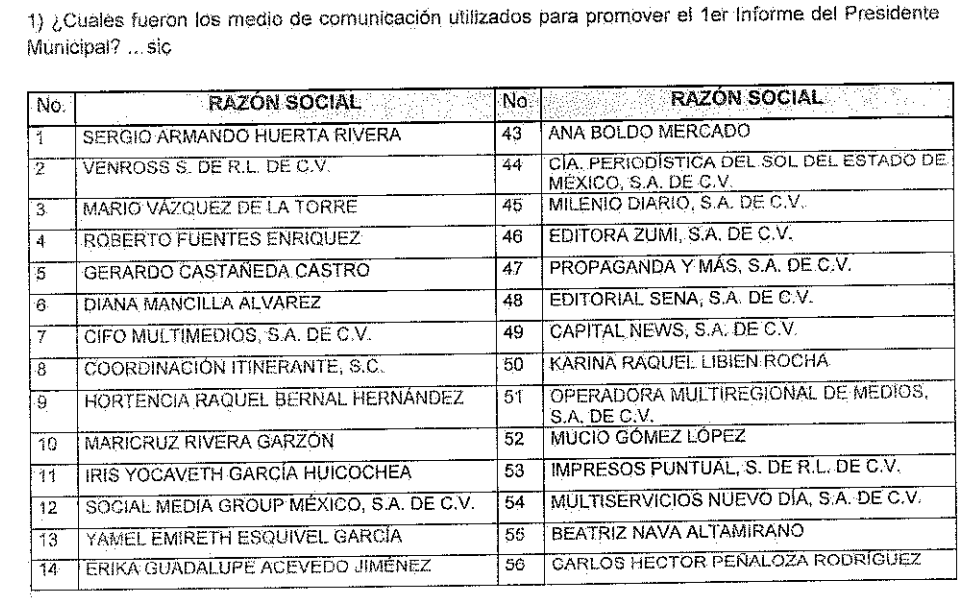 1) ¿Cuales fueron los medio de comunicación utilizados para promover el 1er Informe del Presidente
Municipal? ...sic
No. RAZÓN SOCIAL No. RAZÓN SOCIAL
1 SERGIO ARMANDO HUERTA RIVERA 43 ANA BOLDO MERCADO
2 VENROSS S. DE R.L. DE C.V. 44 CÍA. PERIODÍSTICA DEL SOL DEL ESTADO DE
MÉXICO, S.A. DE C.V.
3 MARIO VÁZQUEZ DE LA TORRE 45 MILENIO DIARIO, S.A. DE C.V.
4 ROBERTO FUENTES ENRIQUEZ 46 EDITORA ZUMI, S.A. DE C.V.
5 GERARDO CASTAÑEDA CASTRO 47 PROPAGANDA Y MÁS, S.A. DE C.V.
6 DIANA MANCILLA ALVAREZ 48 EDITORIAL SENA, S.A. DE C.V.
7 CIFO MULTIMEDIOS, S.A. DE C.V. 49 CAPITAL NEWS, S.A. DE C.V.
8 COORDINACIÓN ITINERANTE, S.C. 50 KARINA RAQUEL LIBIEN ROCHA
9 HORTENCIA RAQUEL BERNAL HERNÁNDEZ 51 OPERADORA MULTIREGIONAL DE MEDIOS,
S.A. DE C.V.
10 MARICRUZ RIVERA GARZÓN 52 MUCIO GÓMEZ LÓPEZ
11 IRIS YOCAVETH GARCÍA HUICOCHEA 53 IMPRESOS PUNTUAL, S. DE R.L. DE C.V.
12 SOCIAL MEDIA GROUP MÉXICO, S.A. DE C.V. 54 MULTISERVICIOS NUEVO DÍA, S.A. DE C.V.
13 YAMEL EMIRETH ESQUIVEL GARCÍA 55 BEATRIZ NAVA ALTAMIRANO
14 ERIKA GUADALUPE ACEVEDO JIMÉNEZ 56 CARLOS HECTOR PEÑALOZA RODRÍGUEZ